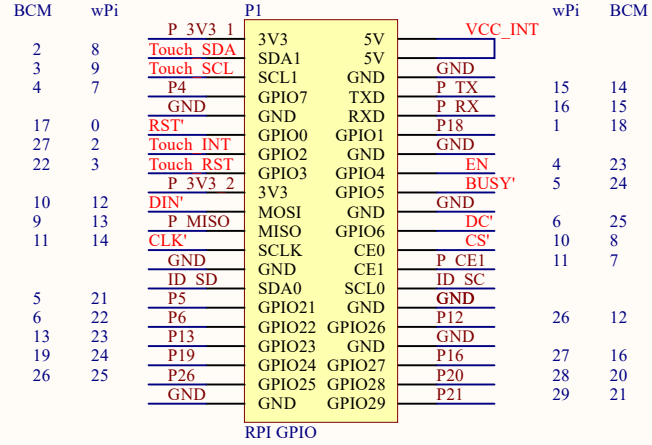 BCM wPi P1 wPi BCM
P_3V3_1 3V3 5V VCC_INT
2 8 Touch_SDA SDA1 5V
3 9 Touch_SCL SCL1 GND GND
4 7 P4 GPIO7 TXD P_TX 15 14
GND GND RXD P_RX 16 15
17 0 RST' GPIO0 GPIO1 P18 1 18
27 2 Touch_INT GPIO2 GND GND
22 3 Touch_RST GPIO3 GPIO4 EN 4 23
P_3V3_2 3V3 GPIO5 BUSY' 5 24
10 12 DIN' MOSI GND GND
9 13 P_MISO MISO GPIO6 DC' 6 25
11 14 CLK' SCLK CE0 CS' 10 8
GND GND CE1 P_CE1 11 7
ID_SD SDA0 SCL0 ID_SC
5 21 P5 GPIO21 GND GND
6 22 P6 GPIO22 GPIO26 P12 26 12
13 23 P13 GPIO23 GND GND
19 24 P19 GPIO24 GPIO27 P16 27 16
26 25 P26 GPIO25 GPIO28 P20 28 20
GND GND GPIO29 P21 29 21
RPI GPIO